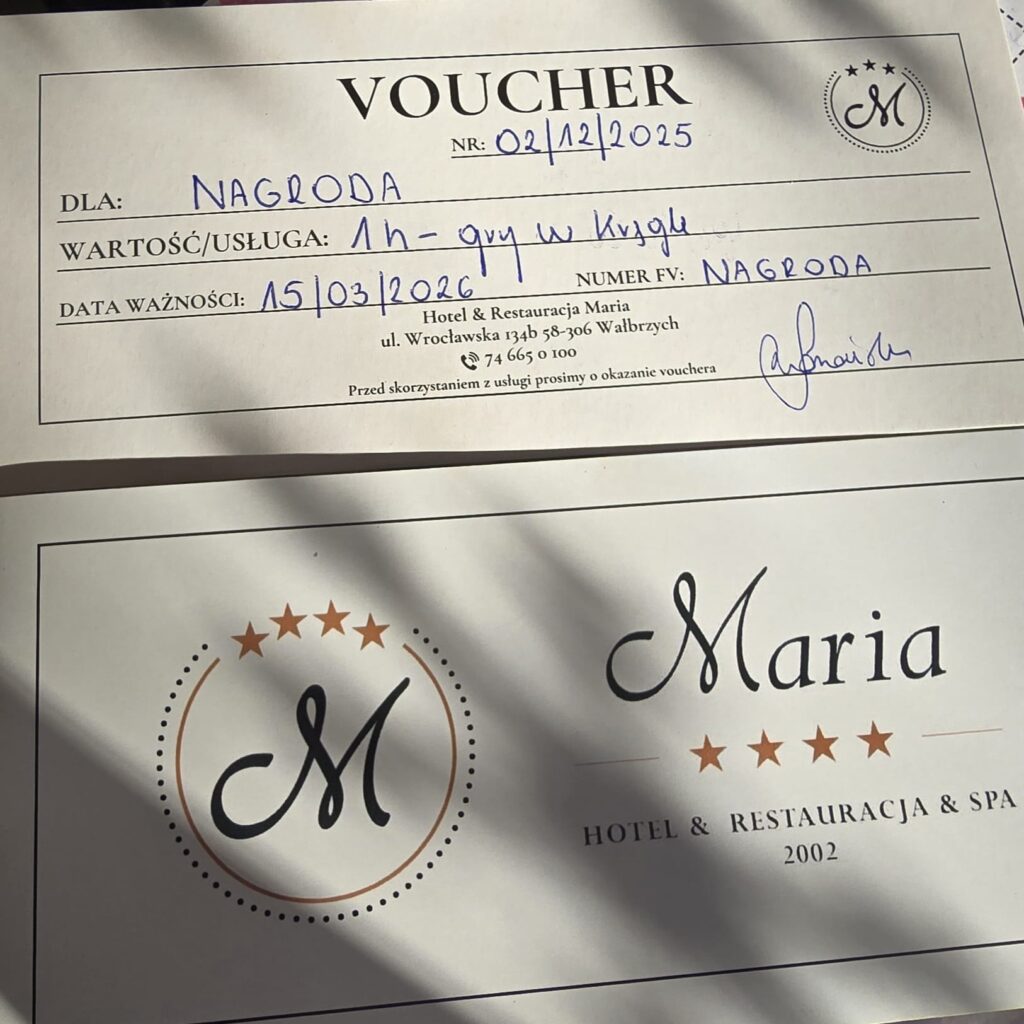 VOUCHER
NR: 02/12/2025
M
DLA: NAGRODA
WARTOŚĆ/USŁUGA: 1h - gry w Kręgle
DATA WAŻNOŚCI: 15/03/2026 NUMER FV: NAGRODA
Hotel & Restauracja Maria
ul. Wrocławska 134b 58-306 Wałbrzych
74 665 0 100
Przed skorzystaniem z usługi prosimy o okazanie vouchera
M
Maria
HOTEL & RESTAURACJA & SPA
2002